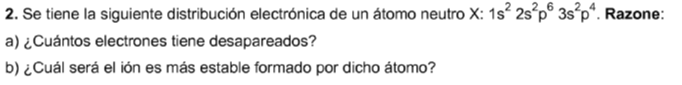 2. Se tiene la siguiente distribución electrónica de un átomo neutro X: 1s² 2s²p⁶ 3s²p⁴. Razone:
a) ¿Cuántos electrones tiene desapareados?
b) ¿Cuál será el ión es más estable formado por dicho átomo?